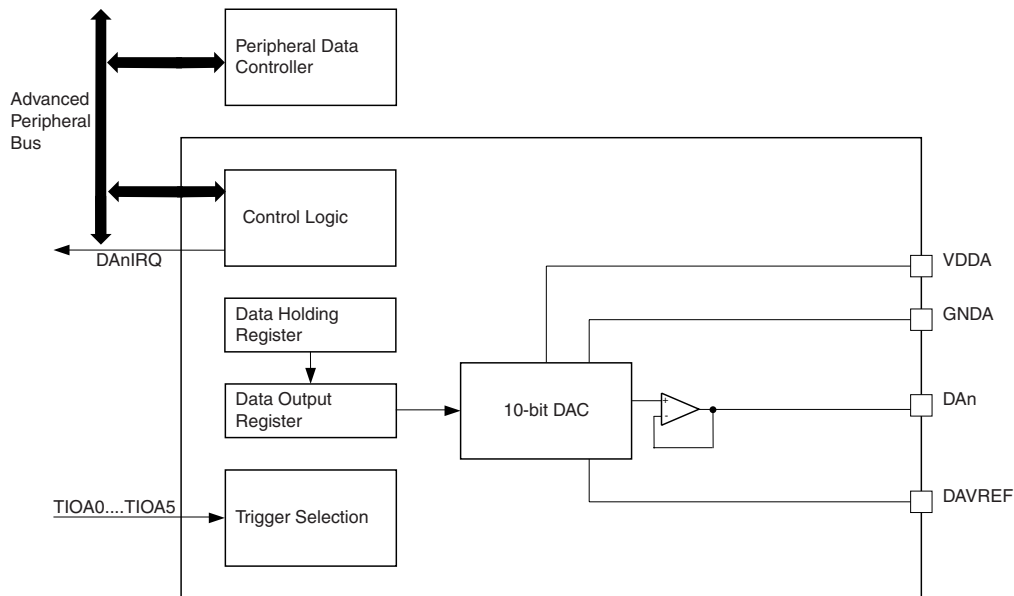 Peripheral Data
Controller
Advanced
Peripheral
Bus
Control Logic
DAnIRQ
VDDA
GNDA
Data Holding
Register
Data Output
Register
10-bit DAC
+
-
DAn
DAVREF
TIOA0....TIOA5
Trigger Selection